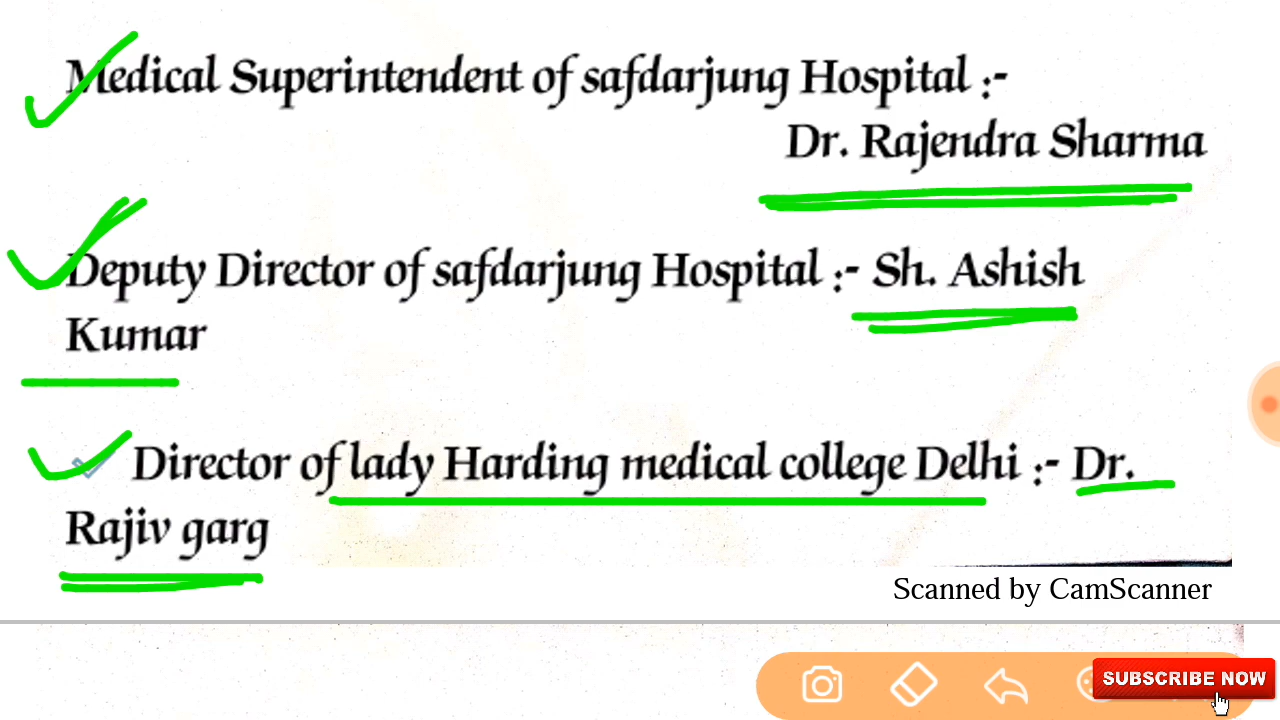 Medical Superintendent of safdarjung Hospital :-
Dr. Rajendra Sharma
Deputy Director of safdarjung Hospital :- Sh. Ashish
Kumar
Director of lady Harding medical college Delhi :- Dr.
Rajiv garg
Scanned by CamScanner
SUBSCRIBE NOW